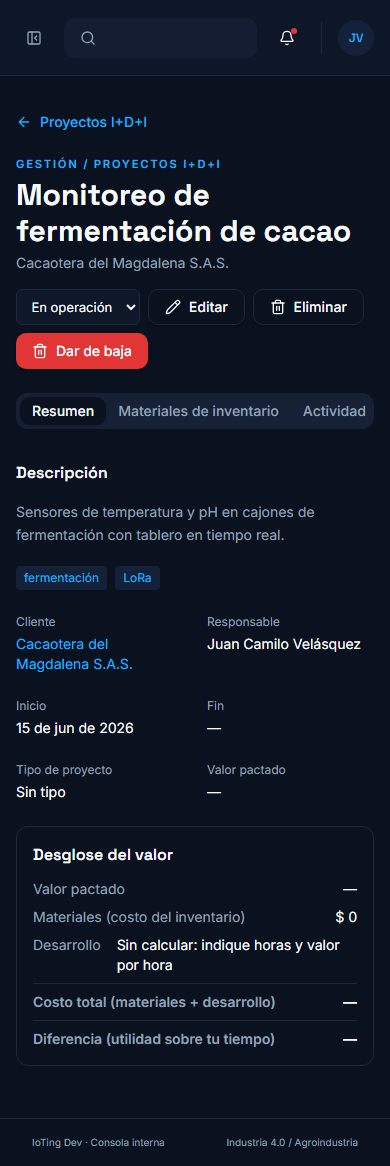 JV
Proyectos I+D+I
GESTIÓN / PROYECTOS I+D+I
Monitoreo de
fermentación de cacao
Cacaotera del Magdalena S.A.S.
En operación
Editar
Eliminar
Dar de baja
Resumen
Materiales de inventario
Actividad
Descripción
Sensores de temperatura y pH en cajones de
fermentación con tablero en tiempo real.
fermentación
LoRa
Cliente
Cacaotera del
Magdalena S.A.S.
Responsable
Juan Camilo Velásquez
Inicio
15 de jun de 2026
Fin
—
Tipo de proyecto
Sin tipo
Valor pactado
—
Desglose del valor
Valor pactado —
Materiales (costo del inventario) $ 0
Desarrollo Sin calcular: indique horas y valor
por hora
Costo total (materiales + desarrollo) —
Diferencia (utilidad sobre tu tiempo) —
IoTing Dev · Consola interna
Industria 4.0 / Agroindustria